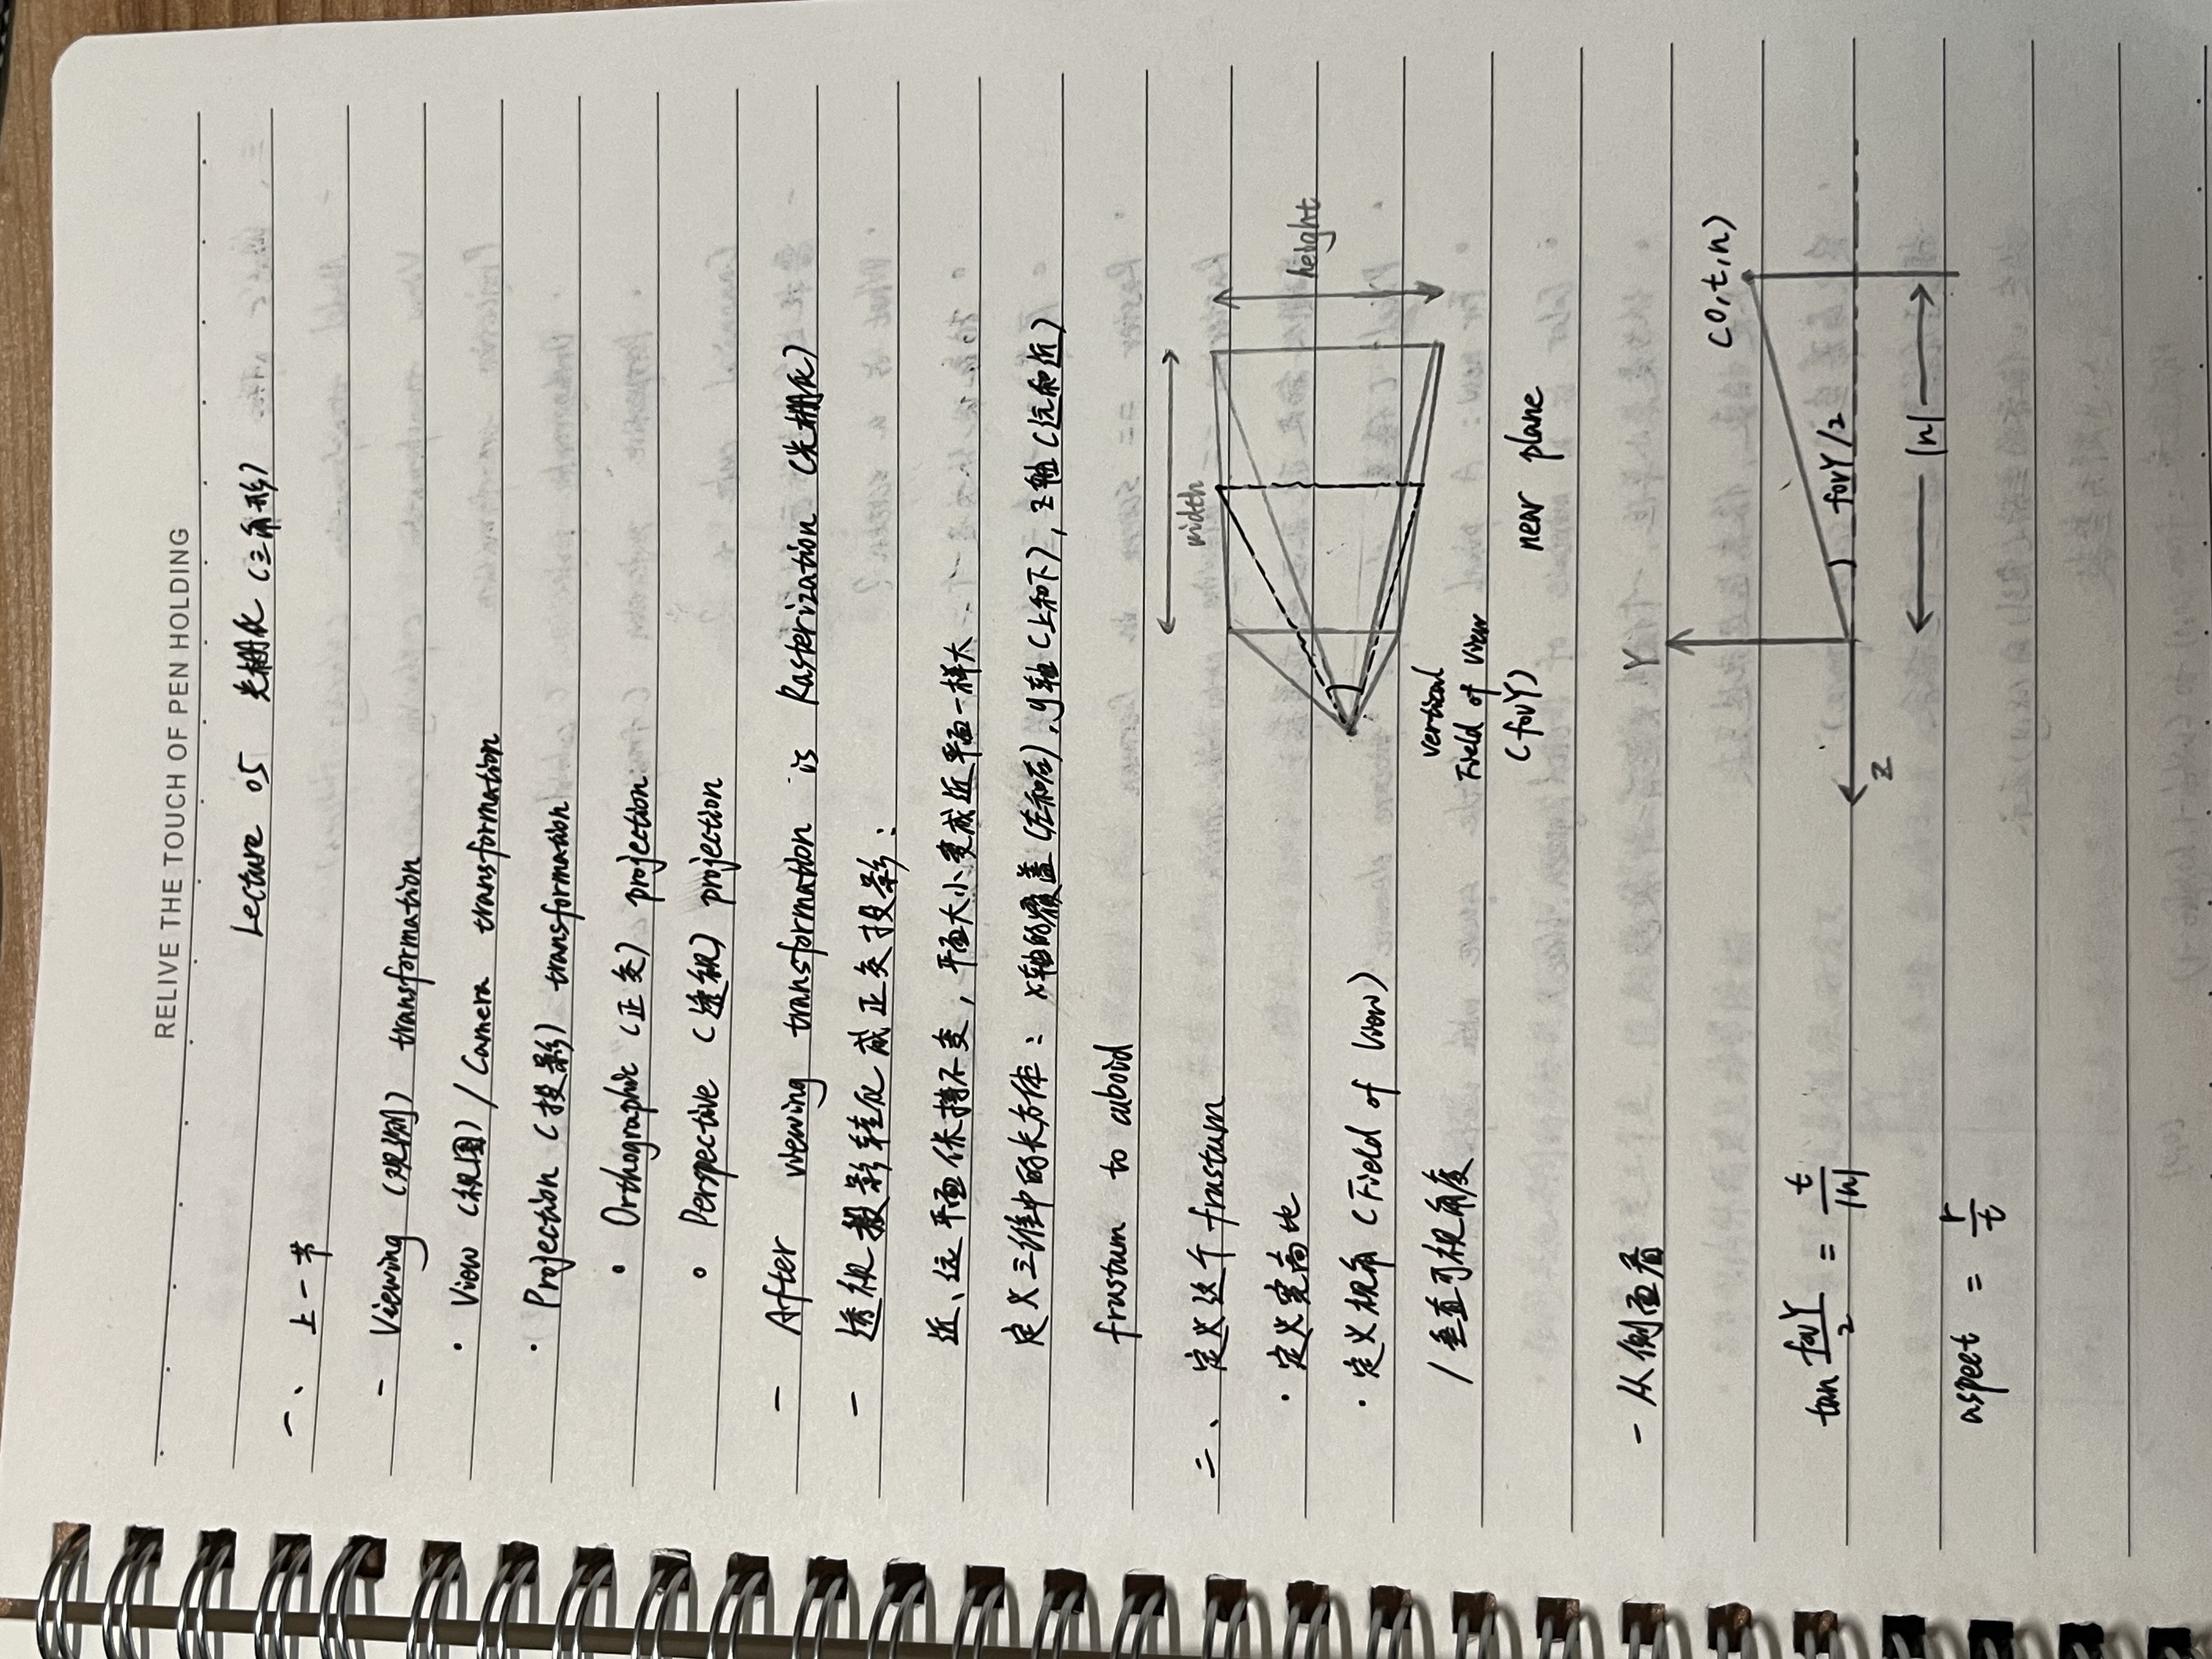 RELIVE THE TOUCH OF PEN HOLDING
Lecture 05 光栅化 (三角形)
一、 上一节
- Viewing (观测) transformation
· View (视图) / Camera transformation
· Projection (投影) transformation
∘ Orthographic (正交) projection
∘ Perspective (透视) projection
- After viewing transformation is Rasterization (光栅化)
- 透视投影转化成正交投影:
近、远平面保持不变, 平面大小变成近平面一样大
定义三维中的长方体: x轴的覆盖(左和右), y轴(上和下), z轴(远和近)
frustum to cuboid
二、 定义这个frustum
· 定义宽高比
· 定义视角 (Field of View)
/ 垂直可视角度
width
height
vertical
Field of View
(fovY)
near plane
- 从侧面看
tan fovY/2 = t/|n|
aspect = r/t
Y
(0,t,n)
fovY/2
Z
|n|